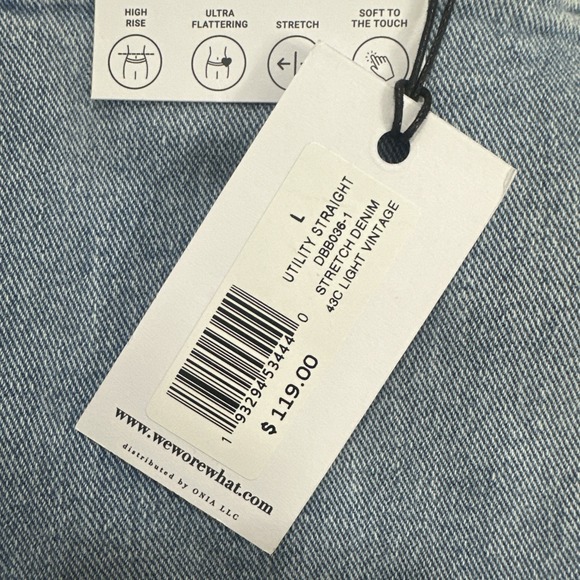 HIGH
RISE
ULTRA
FLATTERING
STRETCH
SOFT TO
THE TOUCH
L
UTILITY STRAIGHT
DBB036-1
STRETCH DENIM
43C LIGHT VINTAGE
1 93294 53444 0
$ 119.00
www.weworewhat.com
distributed by ONIA LLC